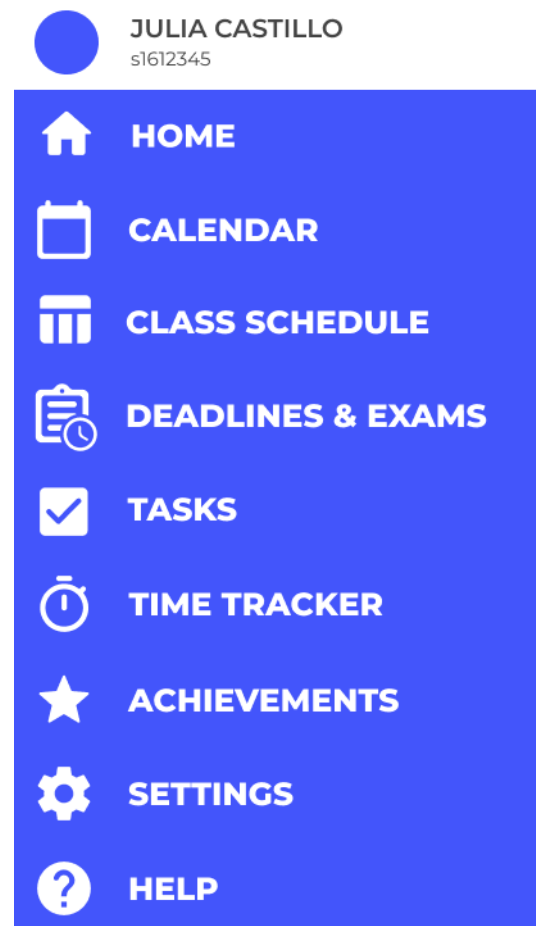 JULIA CASTILLO
s1612345
HOME
CALENDAR
CLASS SCHEDULE
DEADLINES & EXAMS
TASKS
TIME TRACKER
ACHIEVEMENTS
SETTINGS
HELP